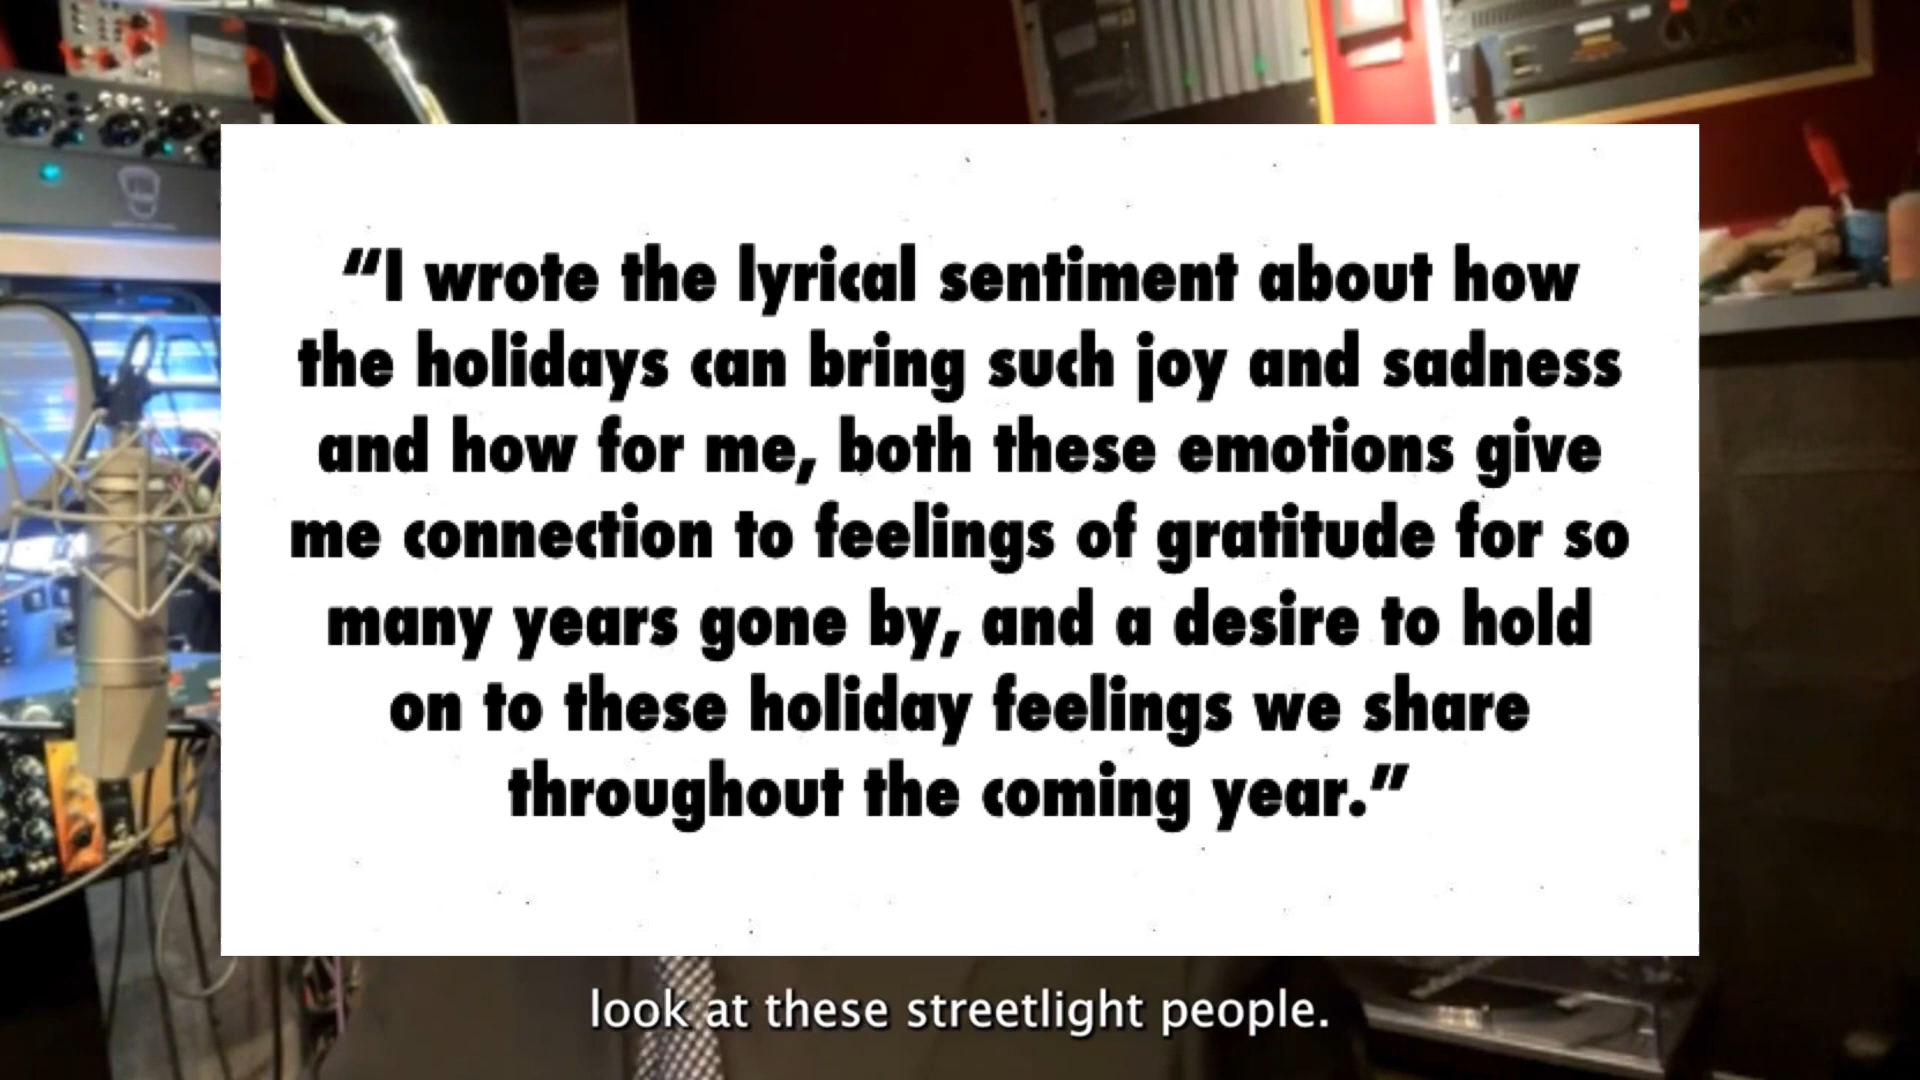 “I wrote the lyrical sentiment about how
the holidays can bring such joy and sadness
and how for me, both these emotions give
me connection to feelings of gratitude for so
many years gone by, and a desire to hold
on to these holiday feelings we share
throughout the coming year.”
look at these streetlight people.